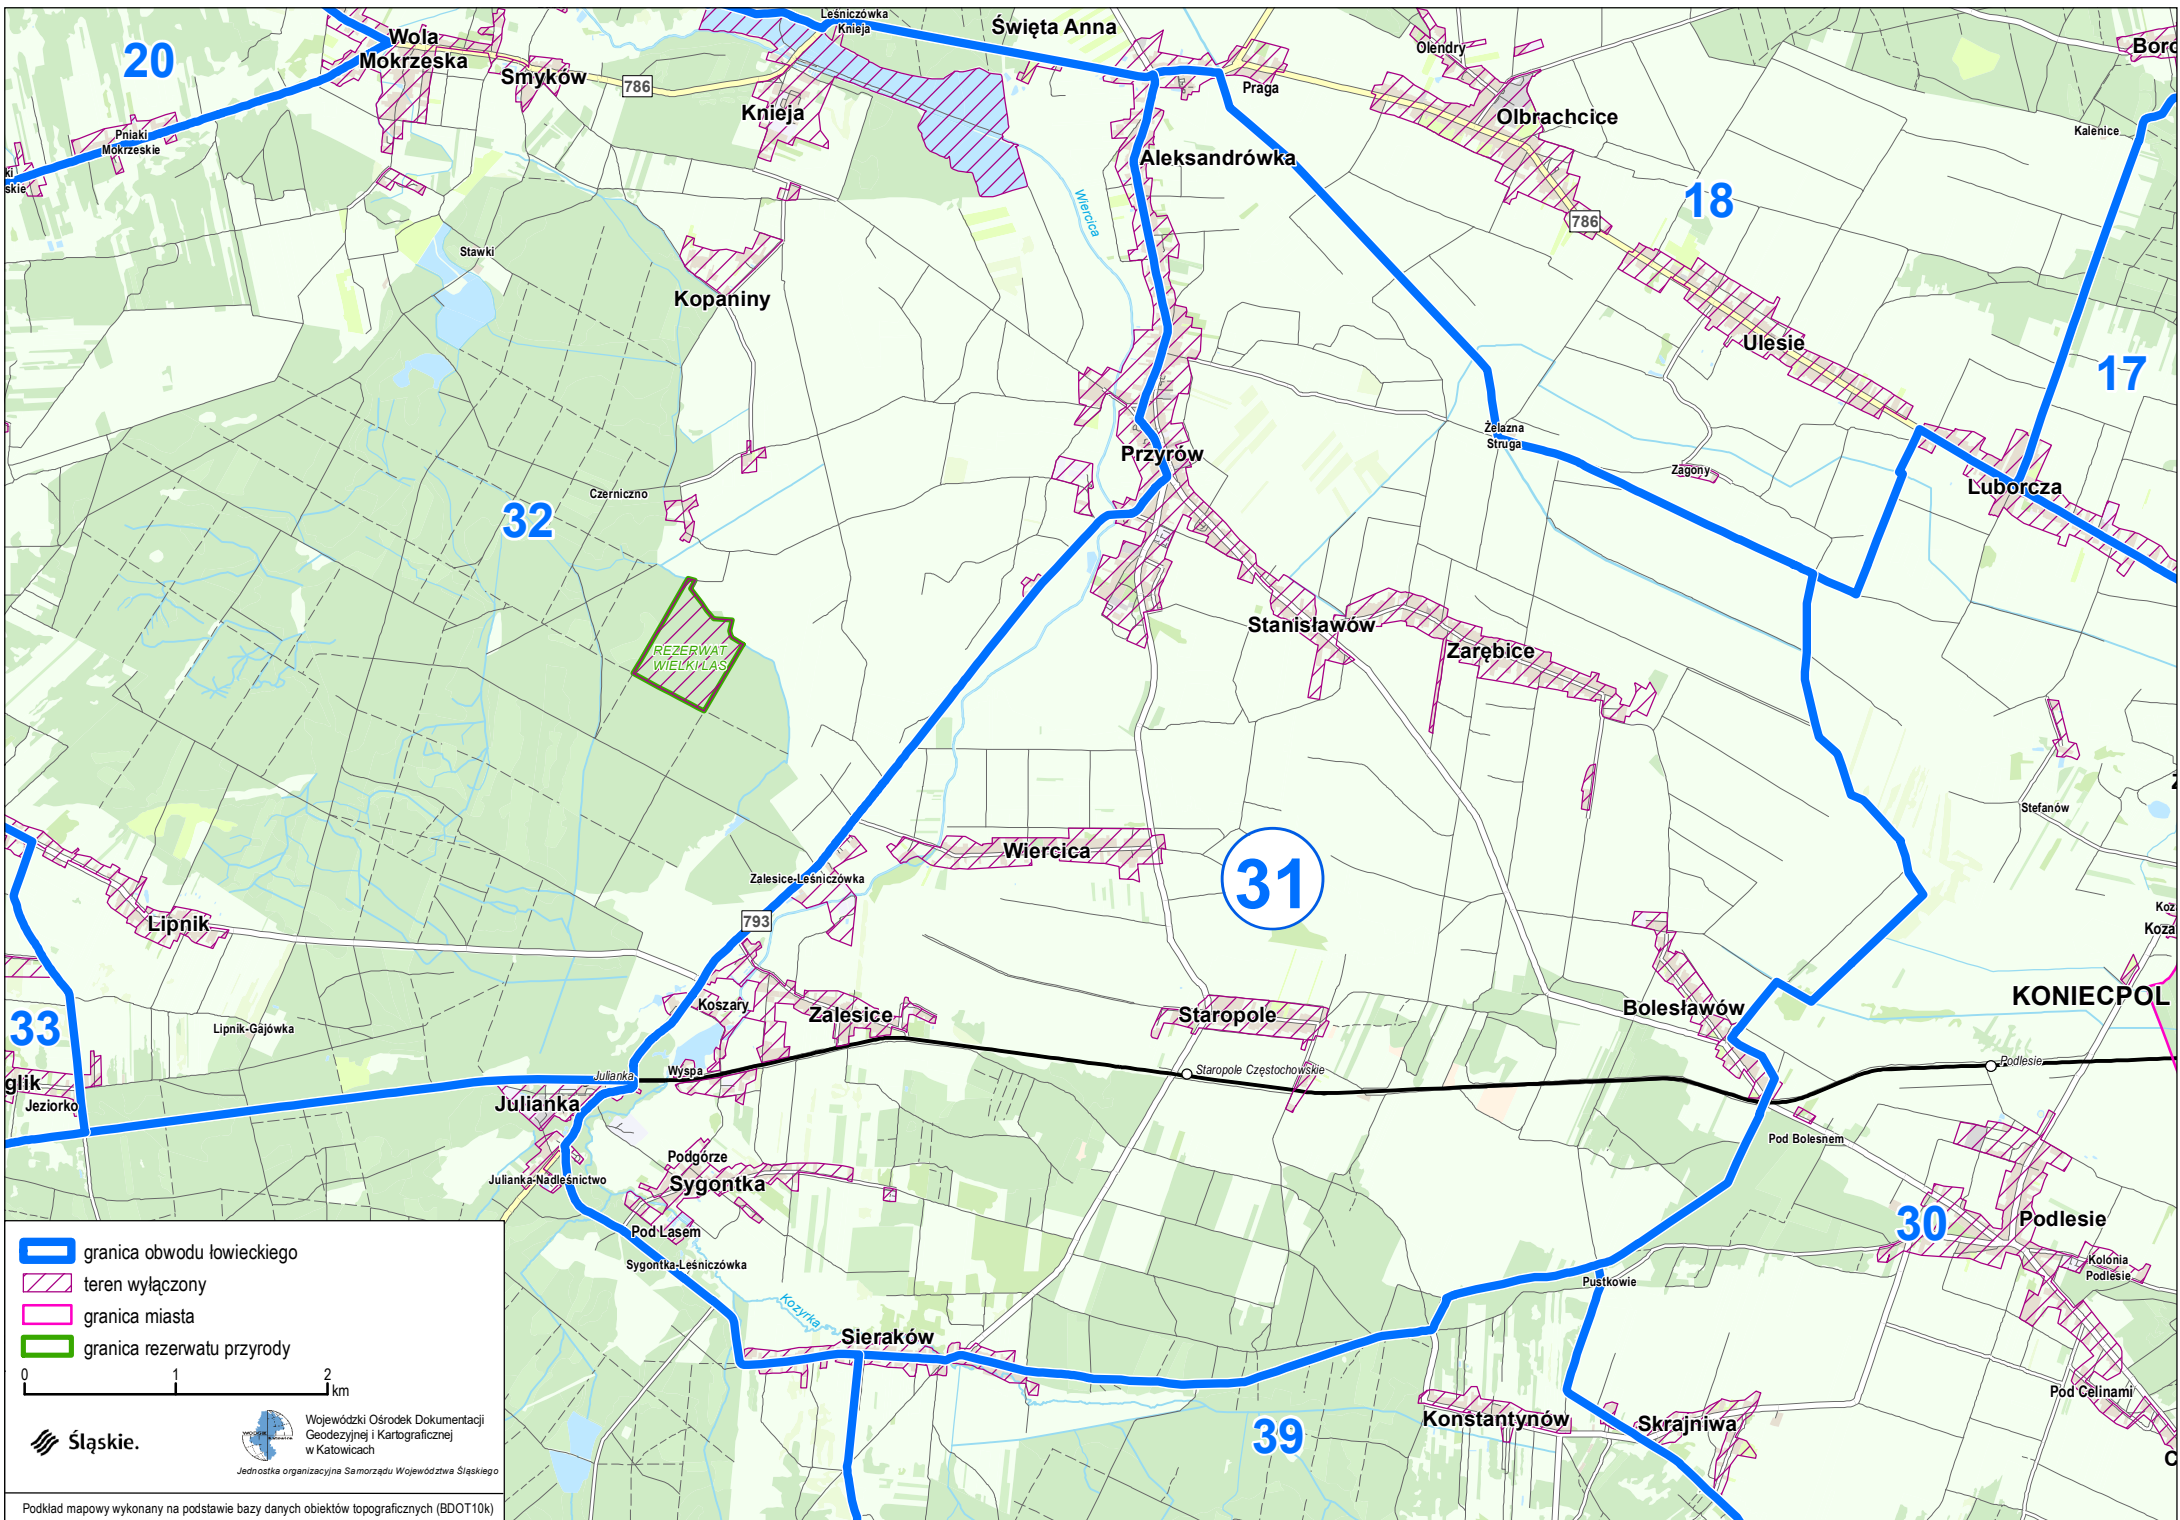 20
Wola
Mokrzeska
Smyków
786
Leśniczówka
Knieja
Święta Anna
Knieja
Praga
Olendry
Olbrachcice
Kalenice
Pniaki
Mokrzeskie
Aleksandrówka
Wiercica
18
786
Stawki
Kopaniny
Ulesie
17
Żelazna
Struga
Przyrów
Zagony
Luborcza
Czerniczno
32
REZERWAT
WIELKI LAS
Stanisławów
Zarębice
Stefanów
Wiercica
31
Zalesice-Leśniczówka
793
Lipnik
Koszary
Zalesice
Staropole
Bolesławów
KONIECPOL
33
Lipnik-Gajówka
Julianka
Wyspa
Staropole Częstochowskie
Podlesie
glik
Jeziorko
Julianka
Pod Bolesnem
Podgórze
Sygontka
Julianka-Nadleśnictwo
Pod Lasem
Sygontka-Leśniczówka
30
Podlesie
Kolonia
Podlesie
Pustkowie
Kozyrka
Sieraków
Pod Celinami
Konstantynów
Skrajniwa
39
granica obwodu łowieckiego
teren wyłączony
granica miasta
granica rezerwatu przyrody
0 1 2
km
Śląskie.
Wojewódzki Ośrodek Dokumentacji
Geodezyjnej i Kartograficznej
w Katowicach
Jednostka organizacyjna Samorządu Województwa Śląskiego
Podkład mapowy wykonany na podstawie bazy danych obiektów topograficznych (BDOT10k)